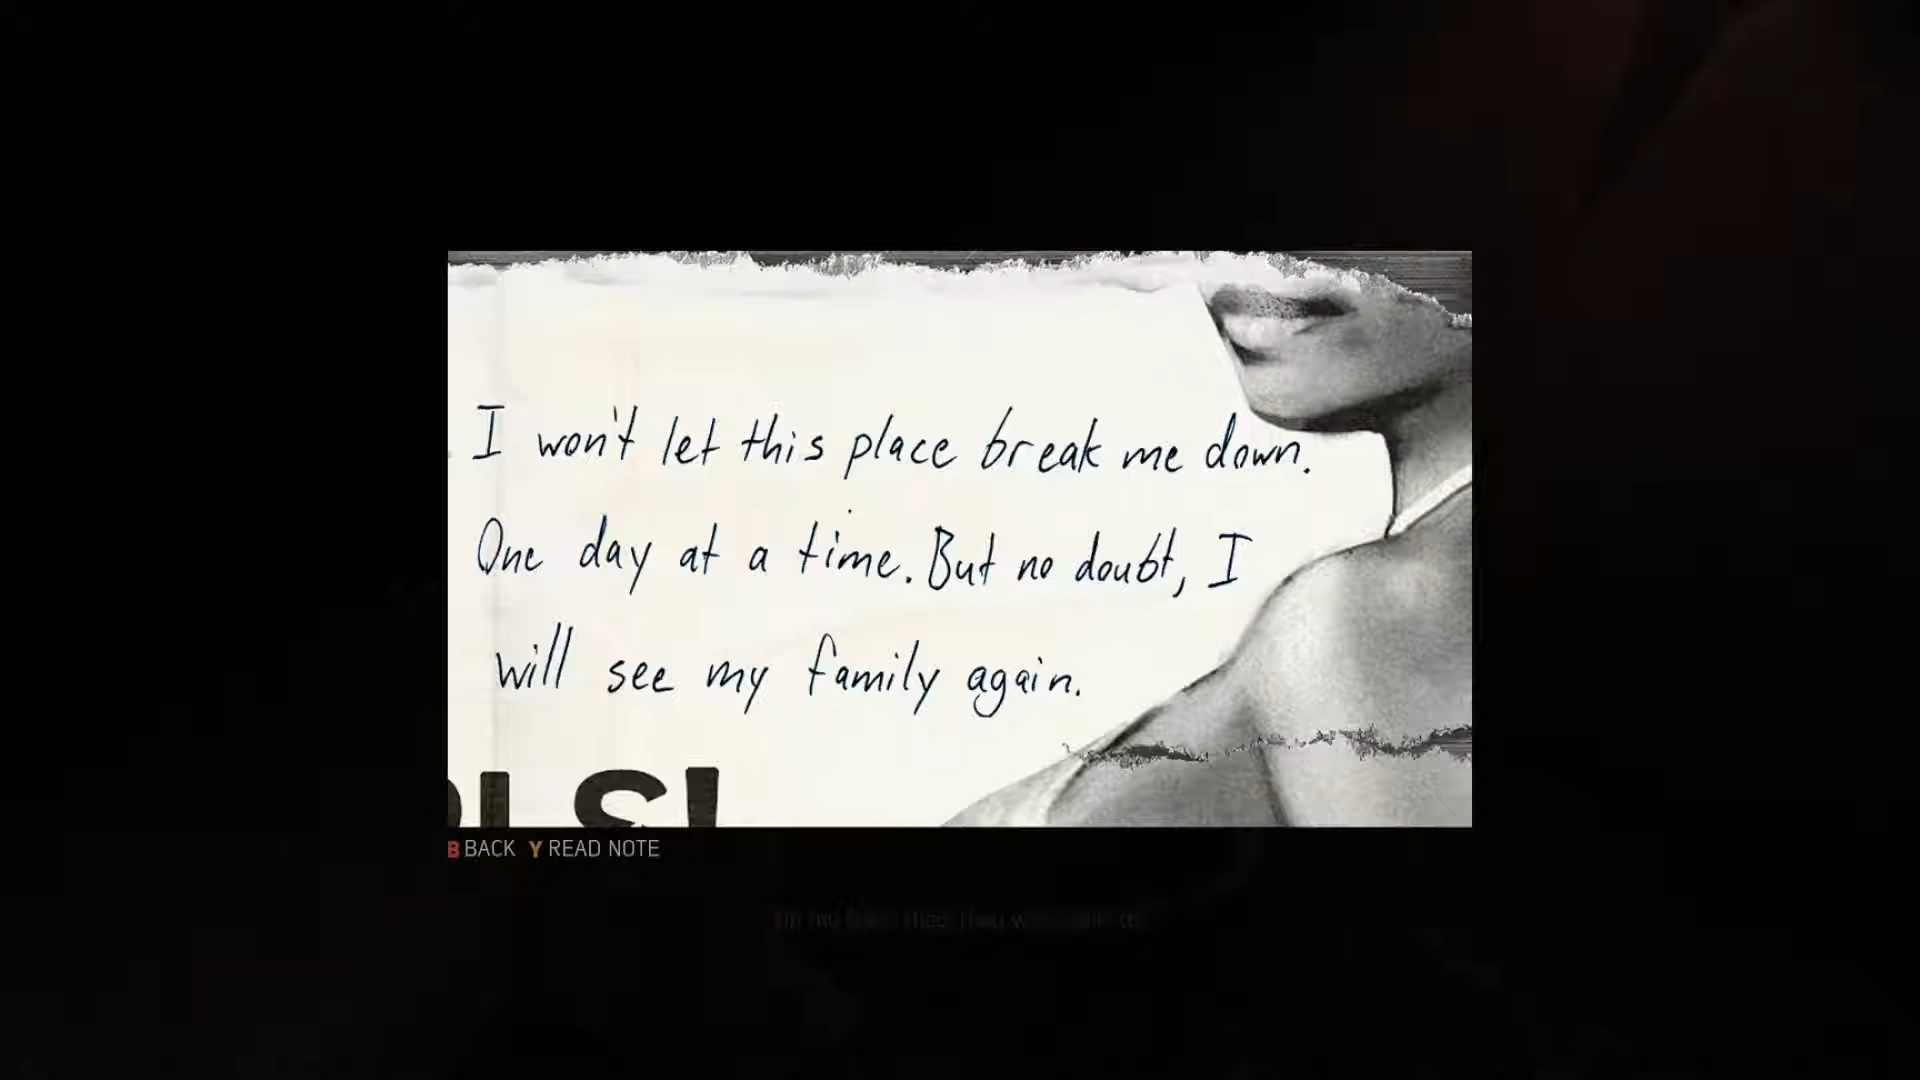 I won't let this place break me down.
One day at a time. But no doubt, I
will see my family again.
LS!
B BACK Y READ NOTE